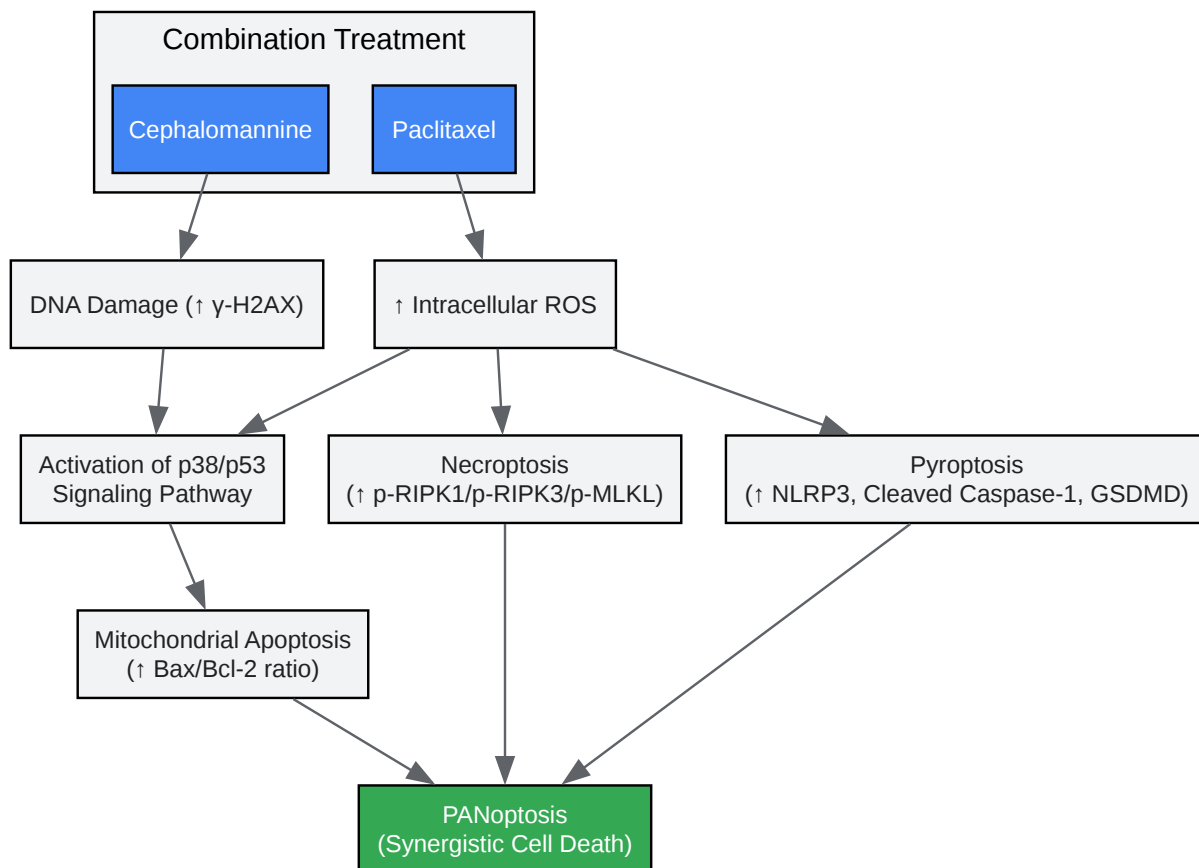 Combination Treatment
Cephalomannine
Paclitaxel
DNA Damage (↑ γ-H2AX)
↑ Intracellular ROS
Activation of p38/p53
Signaling Pathway
Necroptosis
(↑ p-RIPK1/p-RIPK3/p-MLKL)
Pyroptosis
(↑ NLRP3, Cleaved Caspase-1, GSDMD)
Mitochondrial Apoptosis
(↑ Bax/Bcl-2 ratio)
PANoptosis
(Synergistic Cell Death)